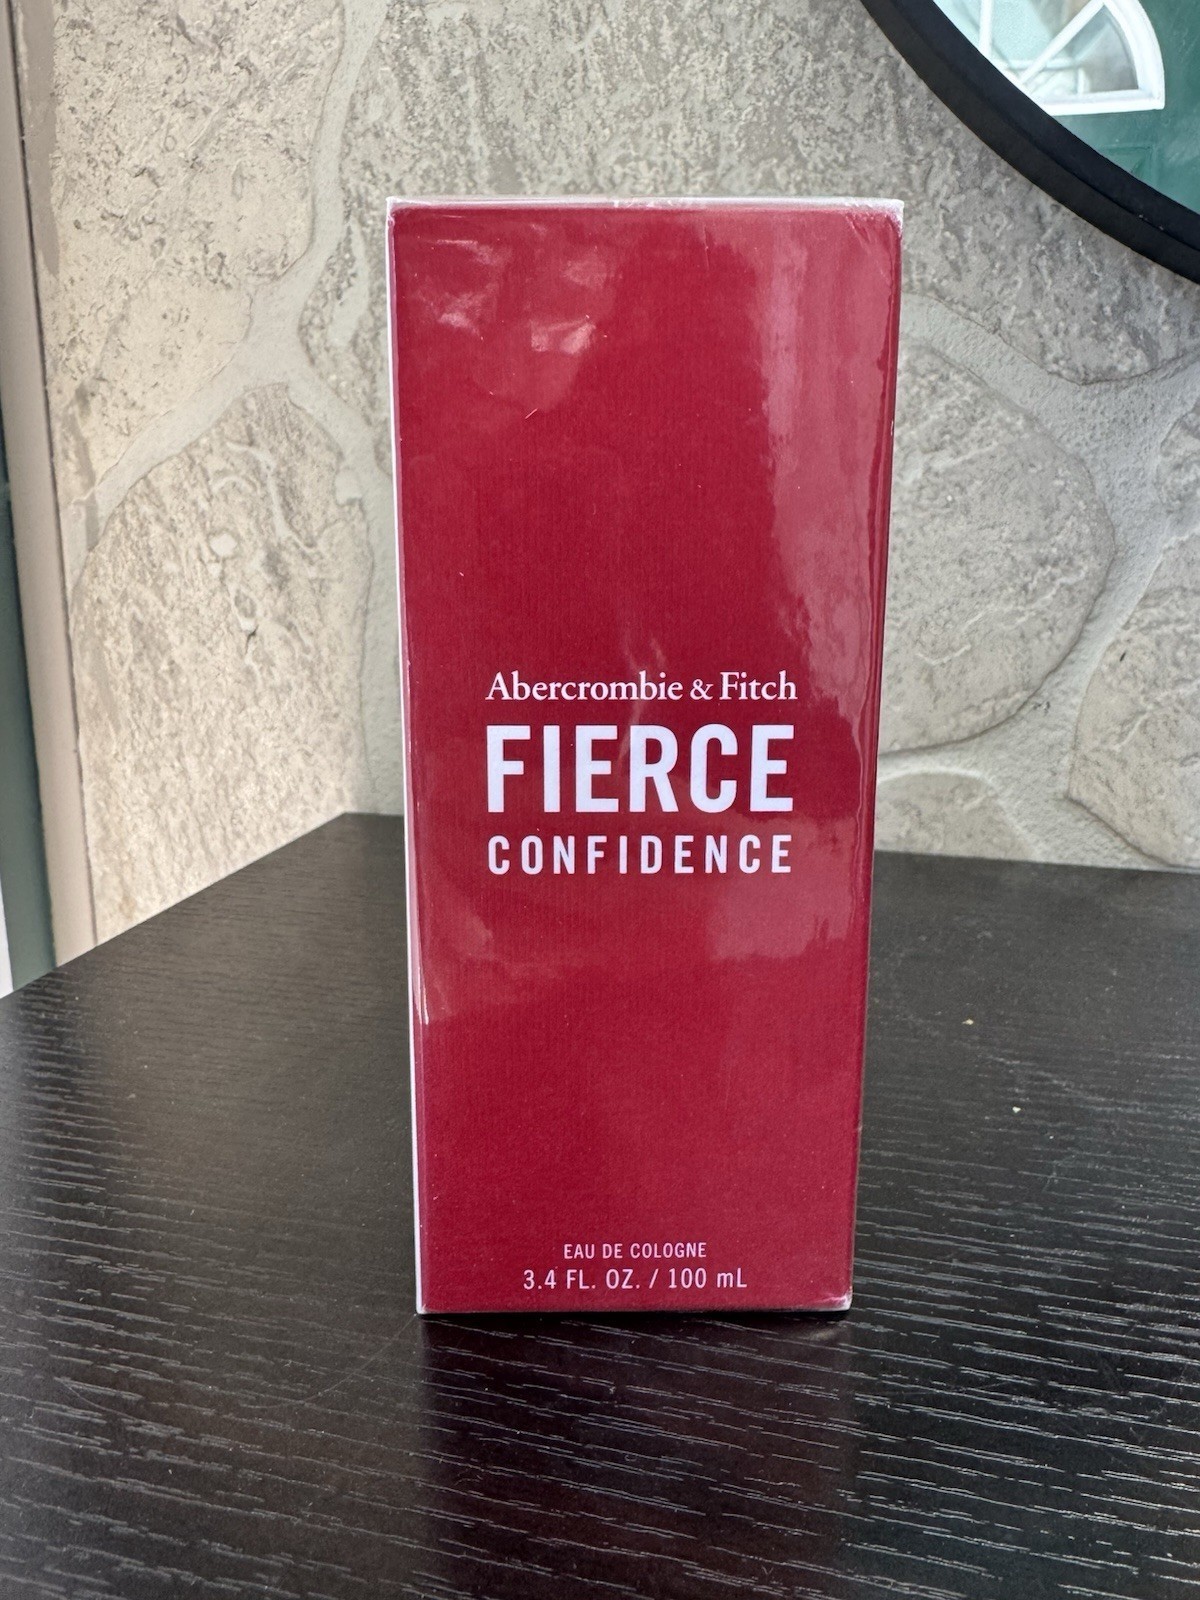 Abercrombie & Fitch
FIERCE
CONFIDENCE
EAU DE COLOGNE
3.4 FL. OZ. / 100 mL